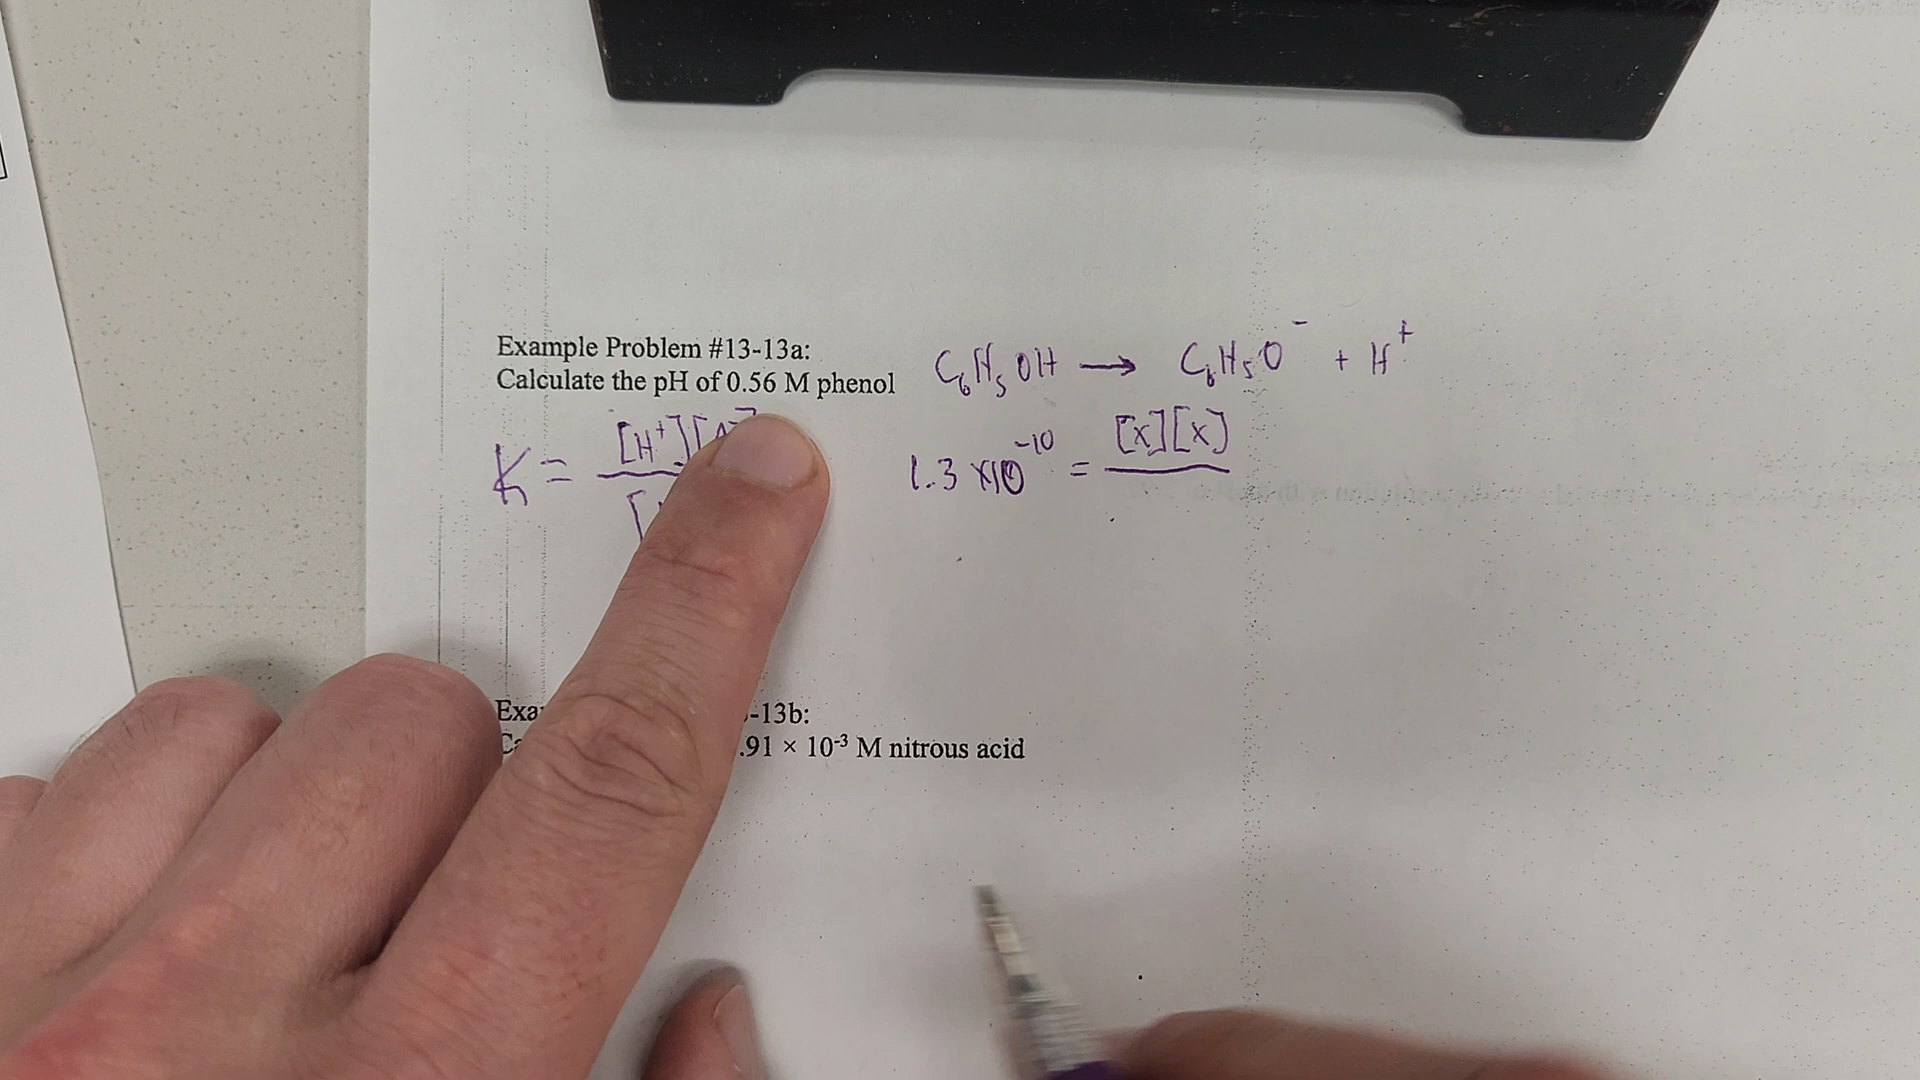 Example Problem #13-13a:
Calculate the pH of 0.56 M phenol
C₆H₅OH → C₆H₅O⁻ + H⁺
K = [H⁺]
1.3 x10⁻¹⁰ = [x][x]
-13b:
.91 × 10⁻³ M nitrous acid